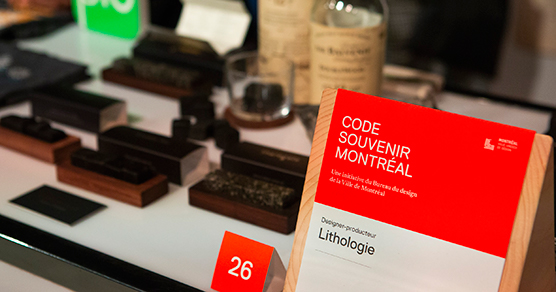 CODE
SOUVENIR
MONTRÉAL
Une initiative du Bureau du design
de la Ville de Montréal
Designer-producteur
Lithologie
26